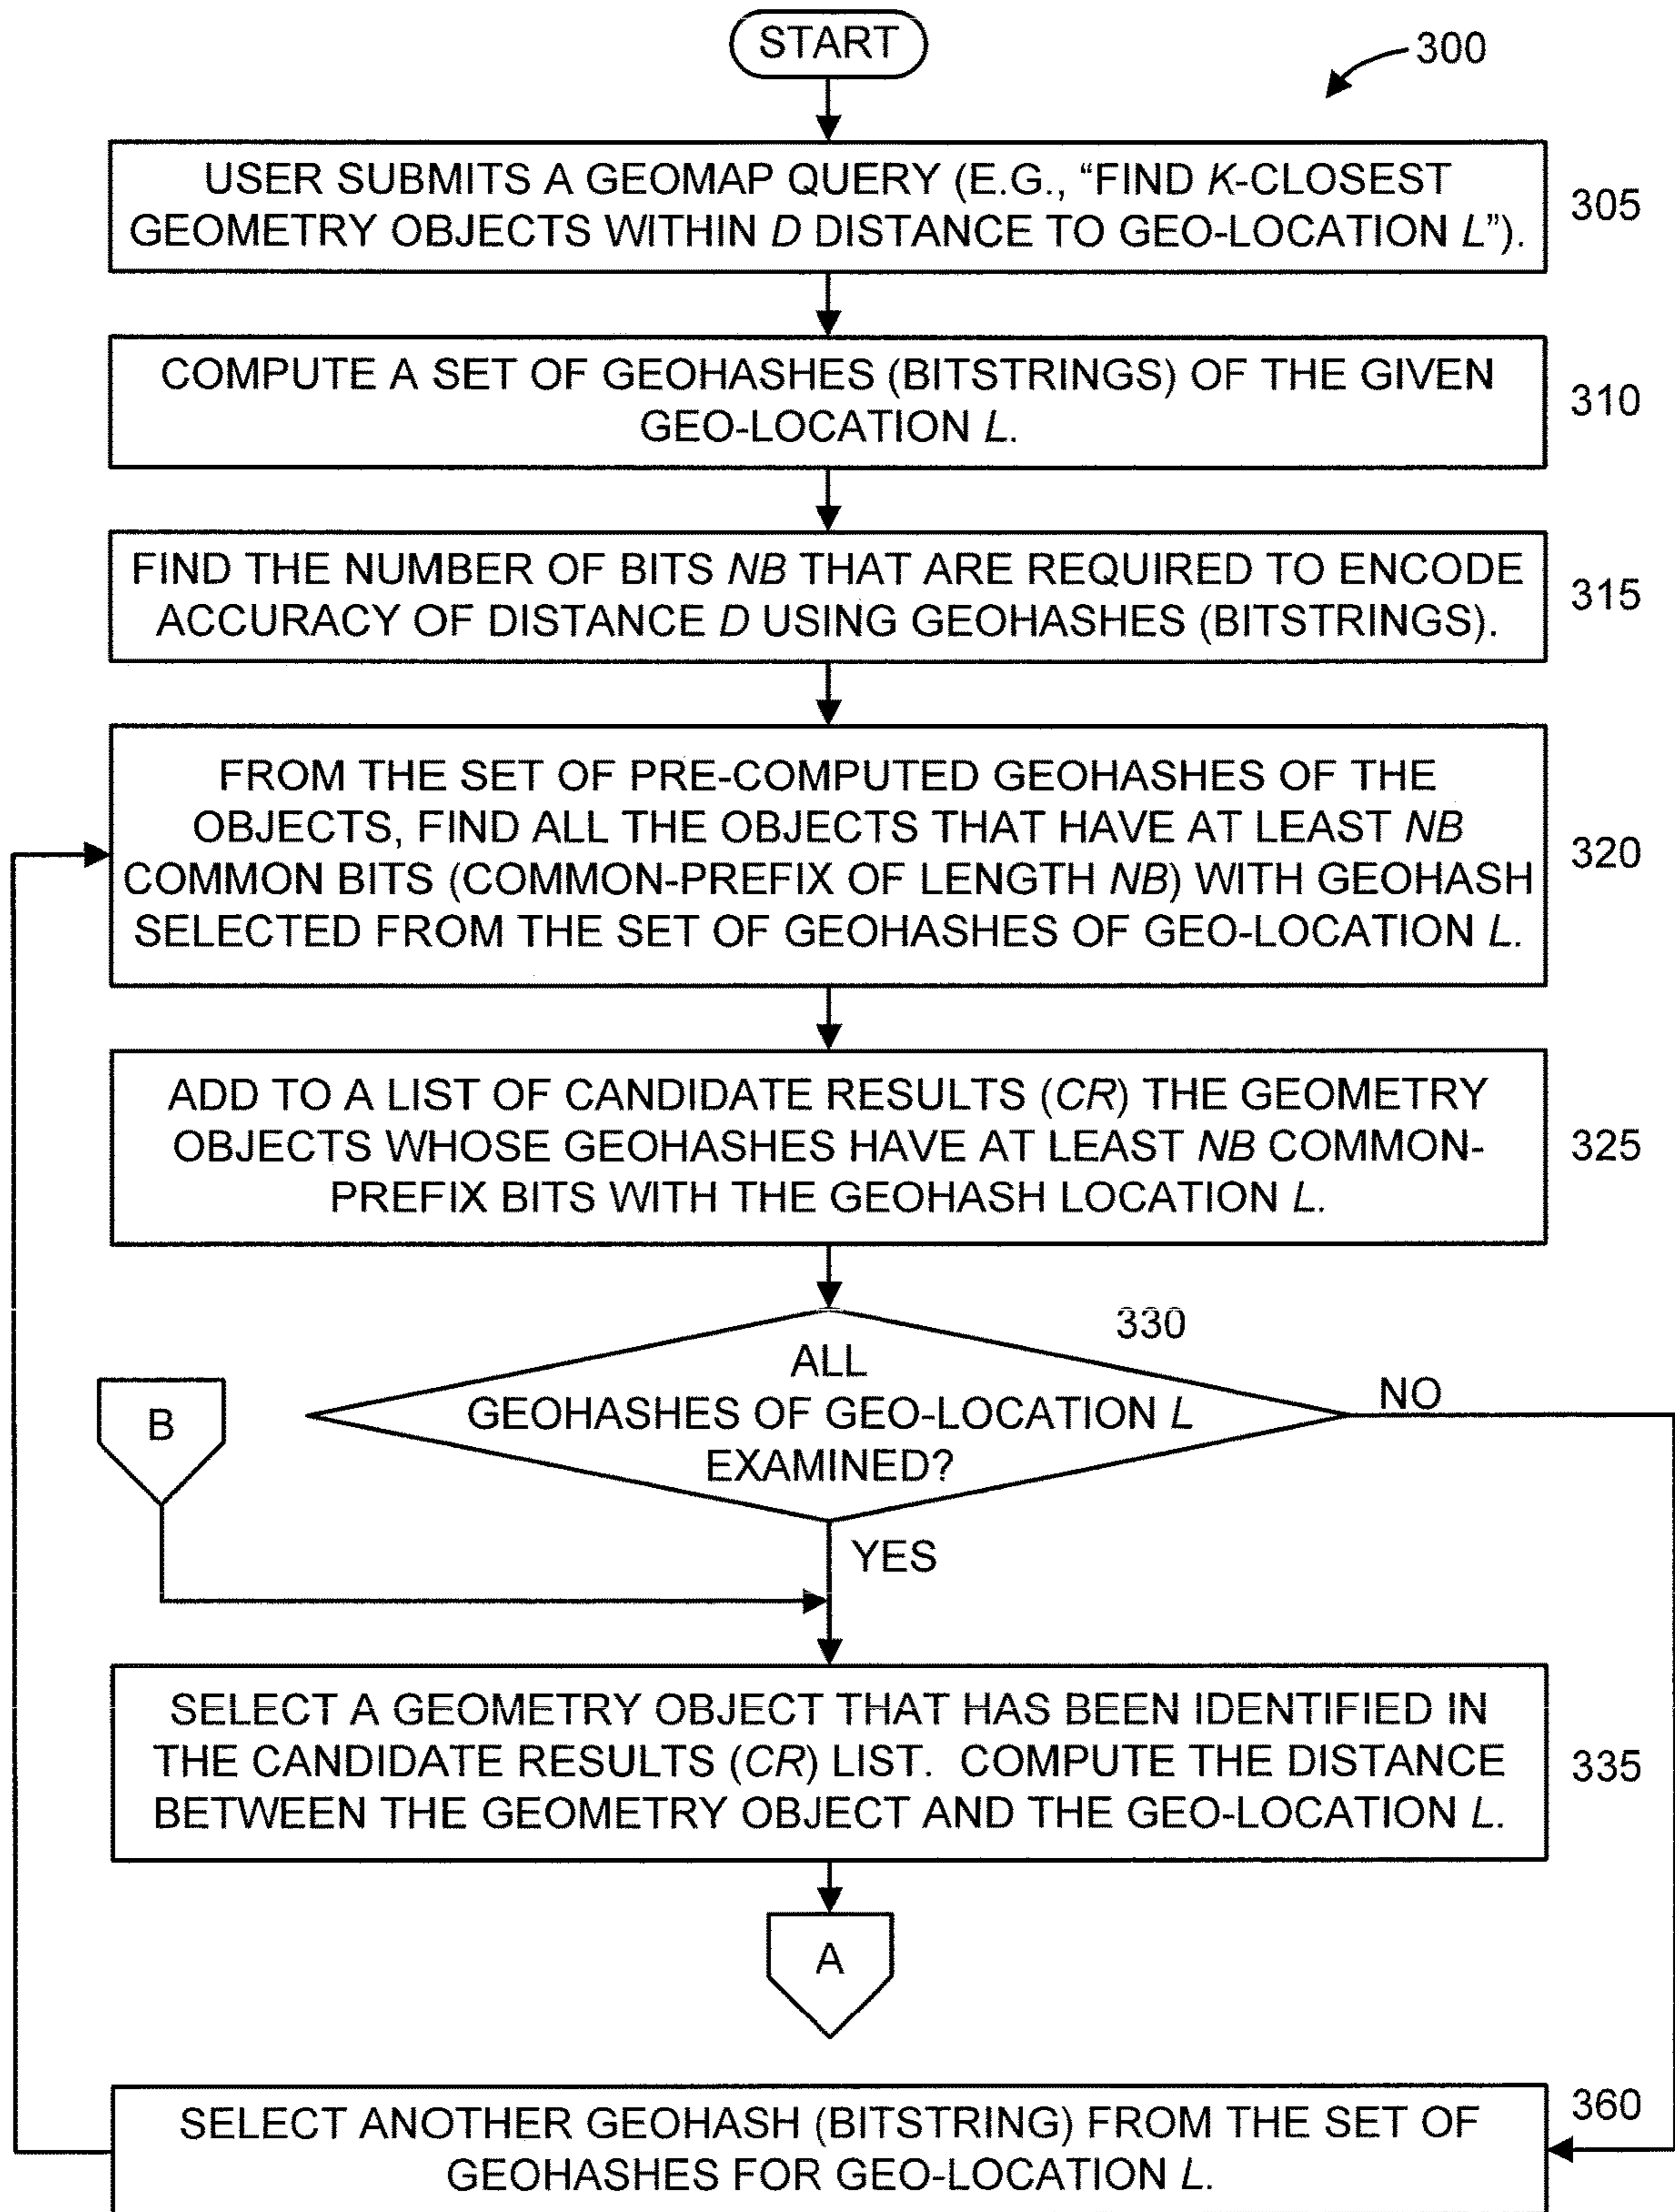 START
300
USER SUBMITS A GEOMAP QUERY (E.G., “FIND K-CLOSEST
GEOMETRY OBJECTS WITHIN D DISTANCE TO GEO-LOCATION L”).
305
COMPUTE A SET OF GEOHASHES (BITSTRINGS) OF THE GIVEN
GEO-LOCATION L.
310
FIND THE NUMBER OF BITS NB THAT ARE REQUIRED TO ENCODE
ACCURACY OF DISTANCE D USING GEOHASHES (BITSTRINGS).
315
FROM THE SET OF PRE-COMPUTED GEOHASHES OF THE
OBJECTS, FIND ALL THE OBJECTS THAT HAVE AT LEAST NB
COMMON BITS (COMMON-PREFIX OF LENGTH NB) WITH GEOHASH
SELECTED FROM THE SET OF GEOHASHES OF GEO-LOCATION L.
320
ADD TO A LIST OF CANDIDATE RESULTS (CR) THE GEOMETRY
OBJECTS WHOSE GEOHASHES HAVE AT LEAST NB COMMON-
PREFIX BITS WITH THE GEOHASH LOCATION L.
325
330
ALL
GEOHASHES OF GEO-LOCATION L
EXAMINED?
NO
B
YES
SELECT A GEOMETRY OBJECT THAT HAS BEEN IDENTIFIED IN
THE CANDIDATE RESULTS (CR) LIST. COMPUTE THE DISTANCE
BETWEEN THE GEOMETRY OBJECT AND THE GEO-LOCATION L.
335
A
SELECT ANOTHER GEOHASH (BITSTRING) FROM THE SET OF
GEOHASHES FOR GEO-LOCATION L.
360